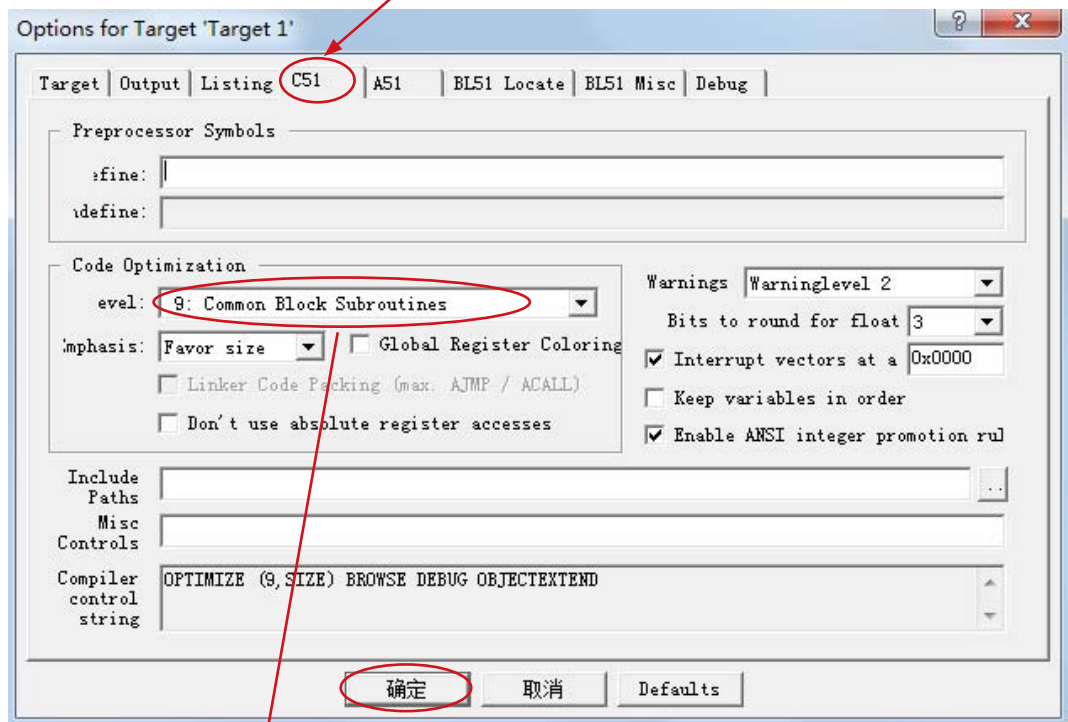 Options for Target 'Target 1'
Target Output Listing C51 A51 BL51 Locate BL51 Misc Debug
Preprocessor Symbols
efine:
define:
Code Optimization
evel: 9: Common Block Subroutines
Warnings Warninglevel 2
Bits to round for float 3
mphasis: Favor size Global Register Coloring
Interrupt vectors at a 0x0000
Linker Code Packing (max. AJMP / ACALL)
Keep variables in order
Don't use absolute register accesses
Enable ANSI integer promotion rul
Include
Paths
..
Misc
Controls
Compiler
control
string
OPTIMIZE (9,SIZE) BROWSE DEBUG OBJECTEXTEND
确定 取消 Defaults